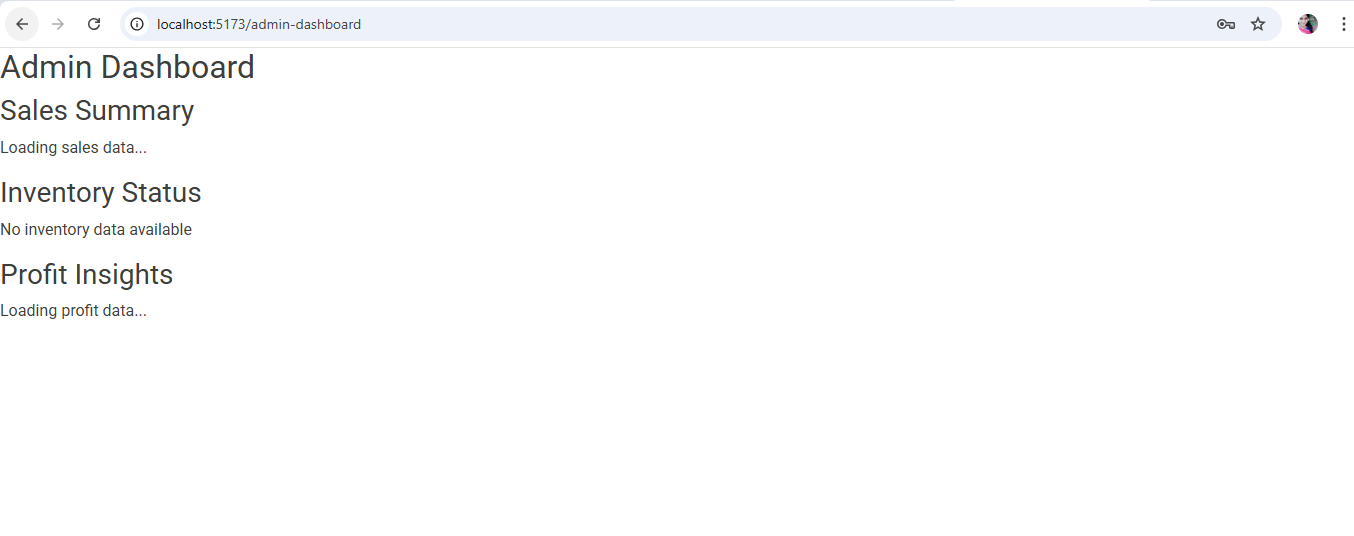 localhost:5173/admin-dashboard
Admin Dashboard
Sales Summary
Loading sales data...
Inventory Status
No inventory data available
Profit Insights
Loading profit data...